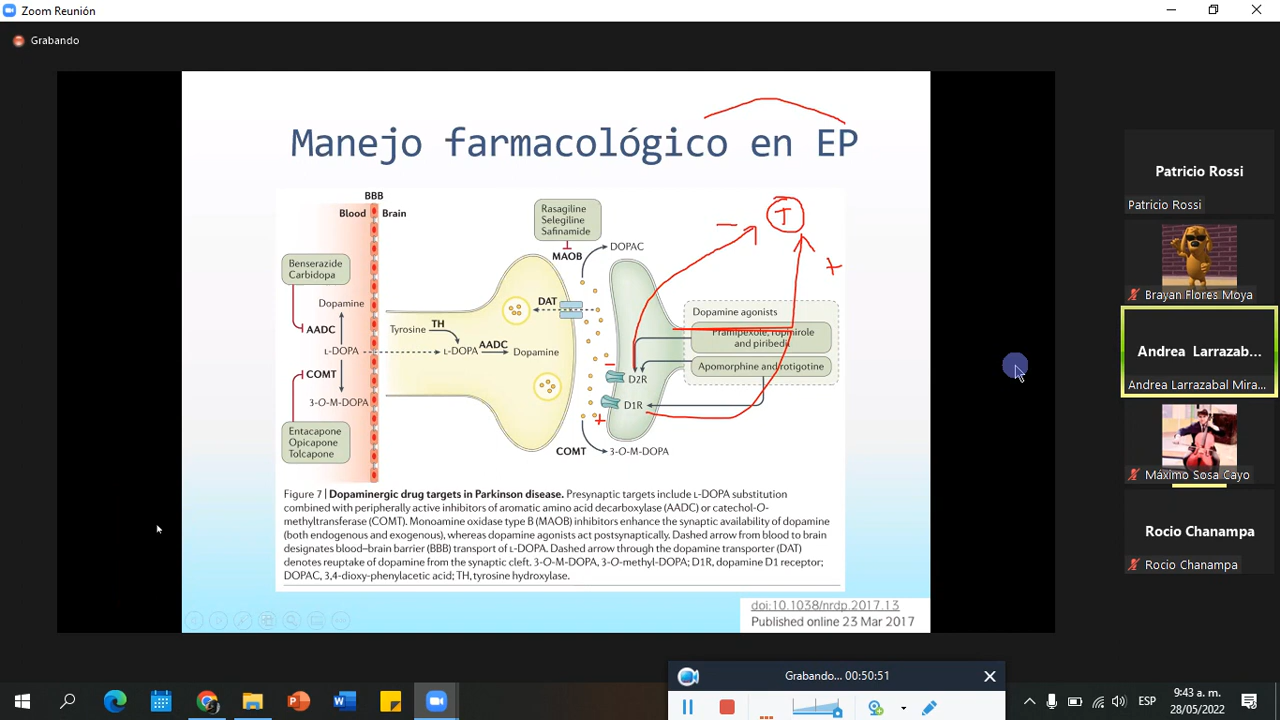 Zoom Reunión
Grabando
Manejo farmacológico en EP
BBB
Blood
Brain
Rasagiline
Selegiline
Safinamide
MAOB
DOPAC
T
−
+
Benserazide
Carbidopa
Dopamine
AADC
L-DOPA
COMT
3-O-M-DOPA
Entacapone
Opicapone
Tolcapone
Tyrosine
TH
L-DOPA
AADC
Dopamine
DAT
Dopamine agonists
Pramipexole, ropinirole
and piribedil
Apomorphine and rotigotine
−
D2R
D1R
+
COMT
3-O-M-DOPA
Figure 7 | Dopaminergic drug targets in Parkinson disease. Presynaptic targets include L-DOPA substitution
combined with peripherally active inhibitors of aromatic amino acid decarboxylase (AADC) or catechol-O-
methyltransferase (COMT). Monoamine oxidase type B (MAOB) inhibitors enhance the synaptic availability of dopamine
(both endogenous and exogenous), whereas dopamine agonists act postsynaptically. Dashed arrow from blood to brain
designates blood–brain barrier (BBB) transport of L-DOPA. Dashed arrow through the dopamine transporter (DAT)
denotes reuptake of dopamine from the synaptic cleft. 3-O-M-DOPA, 3-O-methyl-DOPA; D1R, dopamine D1 receptor;
DOPAC, 3,4-dioxy-phenylacetic acid; TH, tyrosine hydroxylase.
doi:10.1038/nrdp.2017.13
Published online 23 Mar 2017
Patricio Rossi
Patricio Rossi
Brayan Flores Moya
Andrea Larrazab...
Andrea Larrazabal Mira...
Máximo Sosa Cayo
Rocio Chanampa
Rocio Chanampa
Grabando... 00:50:51
ESP
9:43 a. m.
28/05/2022